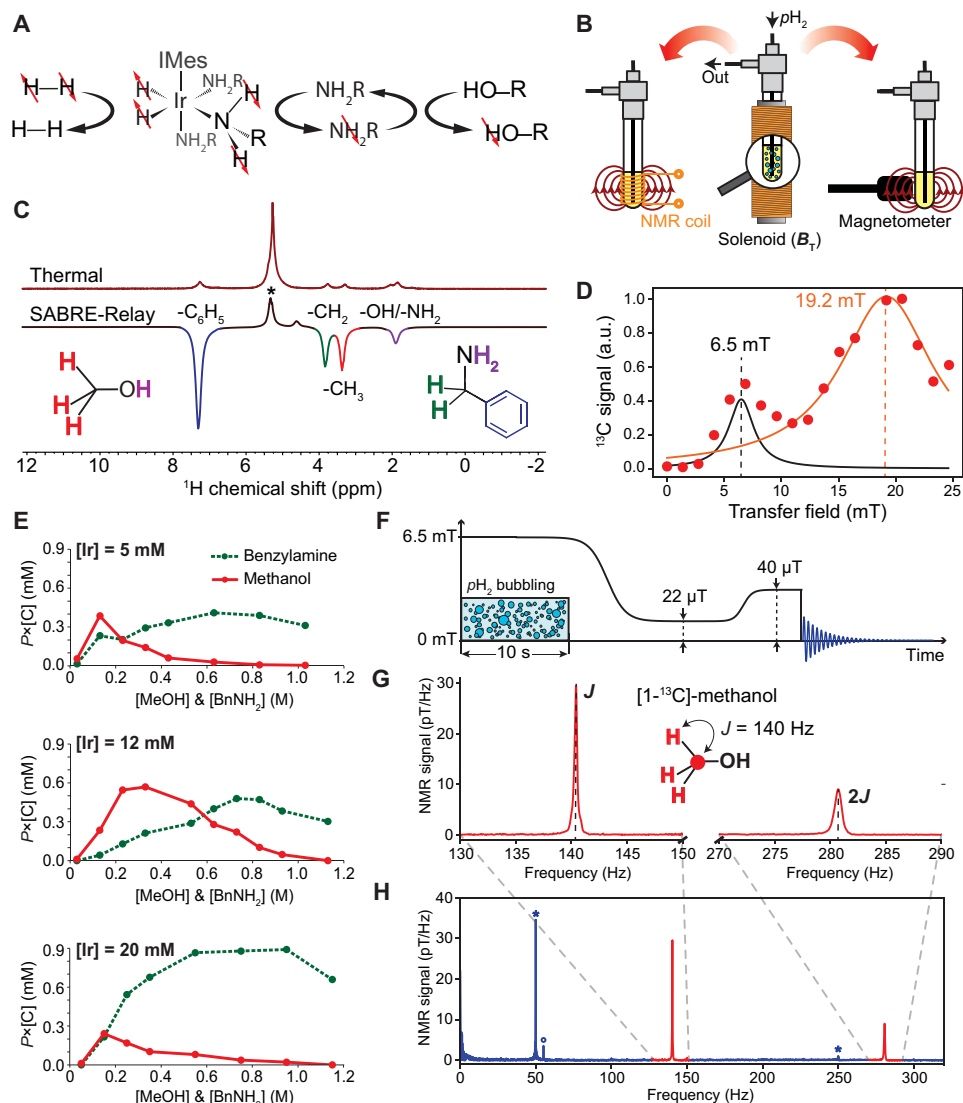 A
IMes
H—H
H—H
H
H
Ir
NH₂R
NH₂R
N
H
R
H
NH₂R
NH₂R
HO–R
HO–R
B
pH₂
Out
NMR coil
Solenoid (B_T)
Magnetometer
C
Thermal
*
SABRE-Relay
-C₆H₅
-CH₂
-OH/-NH₂
-CH₃
H
H
H
OH
NH₂
H
H
12
10
8
6
4
2
0
-2
¹H chemical shift (ppm)
D
19.2 mT
6.5 mT
¹³C signal (a.u.)
1.0
0.8
0.6
0.4
0.2
0.0
0
5
10
15
20
25
Transfer field (mT)
E
[Ir] = 5 mM
Benzylamine
Methanol
P×[C] (mM)
0.9
0.6
0.3
0.0
0.0 0.2 0.4 0.6 0.8 1.0 1.2
[MeOH] & [BnNH₂] (M)
[Ir] = 12 mM
P×[C] (mM)
0.9
0.6
0.3
0.0
0.0 0.2 0.4 0.6 0.8 1.0 1.2
[MeOH] & [BnNH₂] (M)
[Ir] = 20 mM
P×[C] (mM)
0.9
0.6
0.3
0.0
0.0 0.2 0.4 0.6 0.8 1.0 1.2
[MeOH] & [BnNH₂] (M)
F
6.5 mT
pH₂ bubbling
22 µT
40 µT
0 mT
10 s
Time
G
NMR signal (pT/Hz)
30
20
10
0
J
[1-¹³C]-methanol
J = 140 Hz
H
H
H
OH
2J
130 135 140 145 150
270 275 280 285 290
Frequency (Hz)
Frequency (Hz)
H
NMR signal (pT/Hz)
40
30
20
10
0
*
°
*
0 50 100 150 200 250 300
Frequency (Hz)